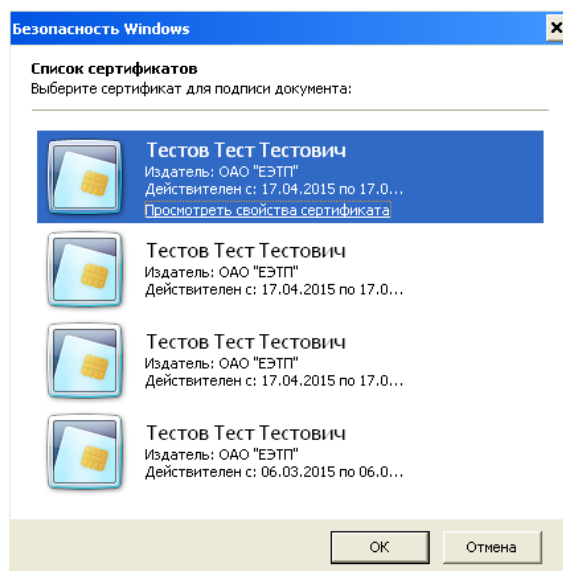 Безопасность Windows
Список сертификатов
Выберите сертификат для подписи документа:
Тестов Тест Тестович
Издатель: ОАО "ЕЭТП"
Действителен с: 17.04.2015 по 17.0...
Просмотреть свойства сертификата
Тестов Тест Тестович
Издатель: ОАО "ЕЭТП"
Действителен с: 17.04.2015 по 17.0...
Тестов Тест Тестович
Издатель: ОАО "ЕЭТП"
Действителен с: 17.04.2015 по 17.0...
Тестов Тест Тестович
Издатель: ОАО "ЕЭТП"
Действителен с: 06.03.2015 по 06.0...
ОК Отмена